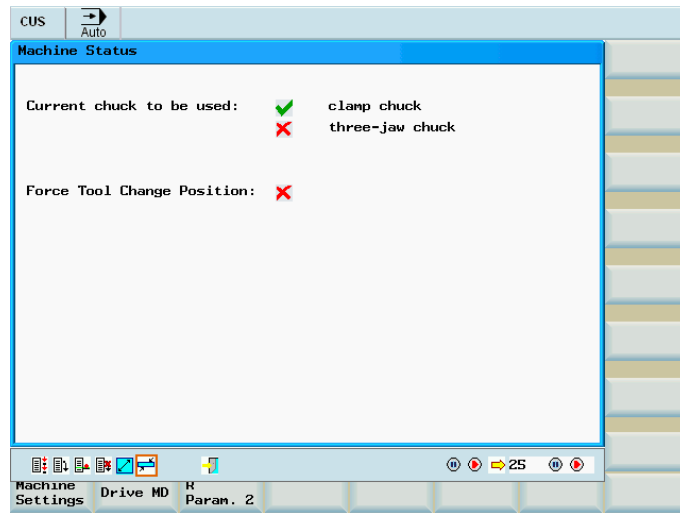 CUS
Auto
Machine Status
Current chuck to be used: clamp chuck
three-jaw chuck
Force Tool Change Position:
25
Machine Settings
Drive MD
R Param. 2